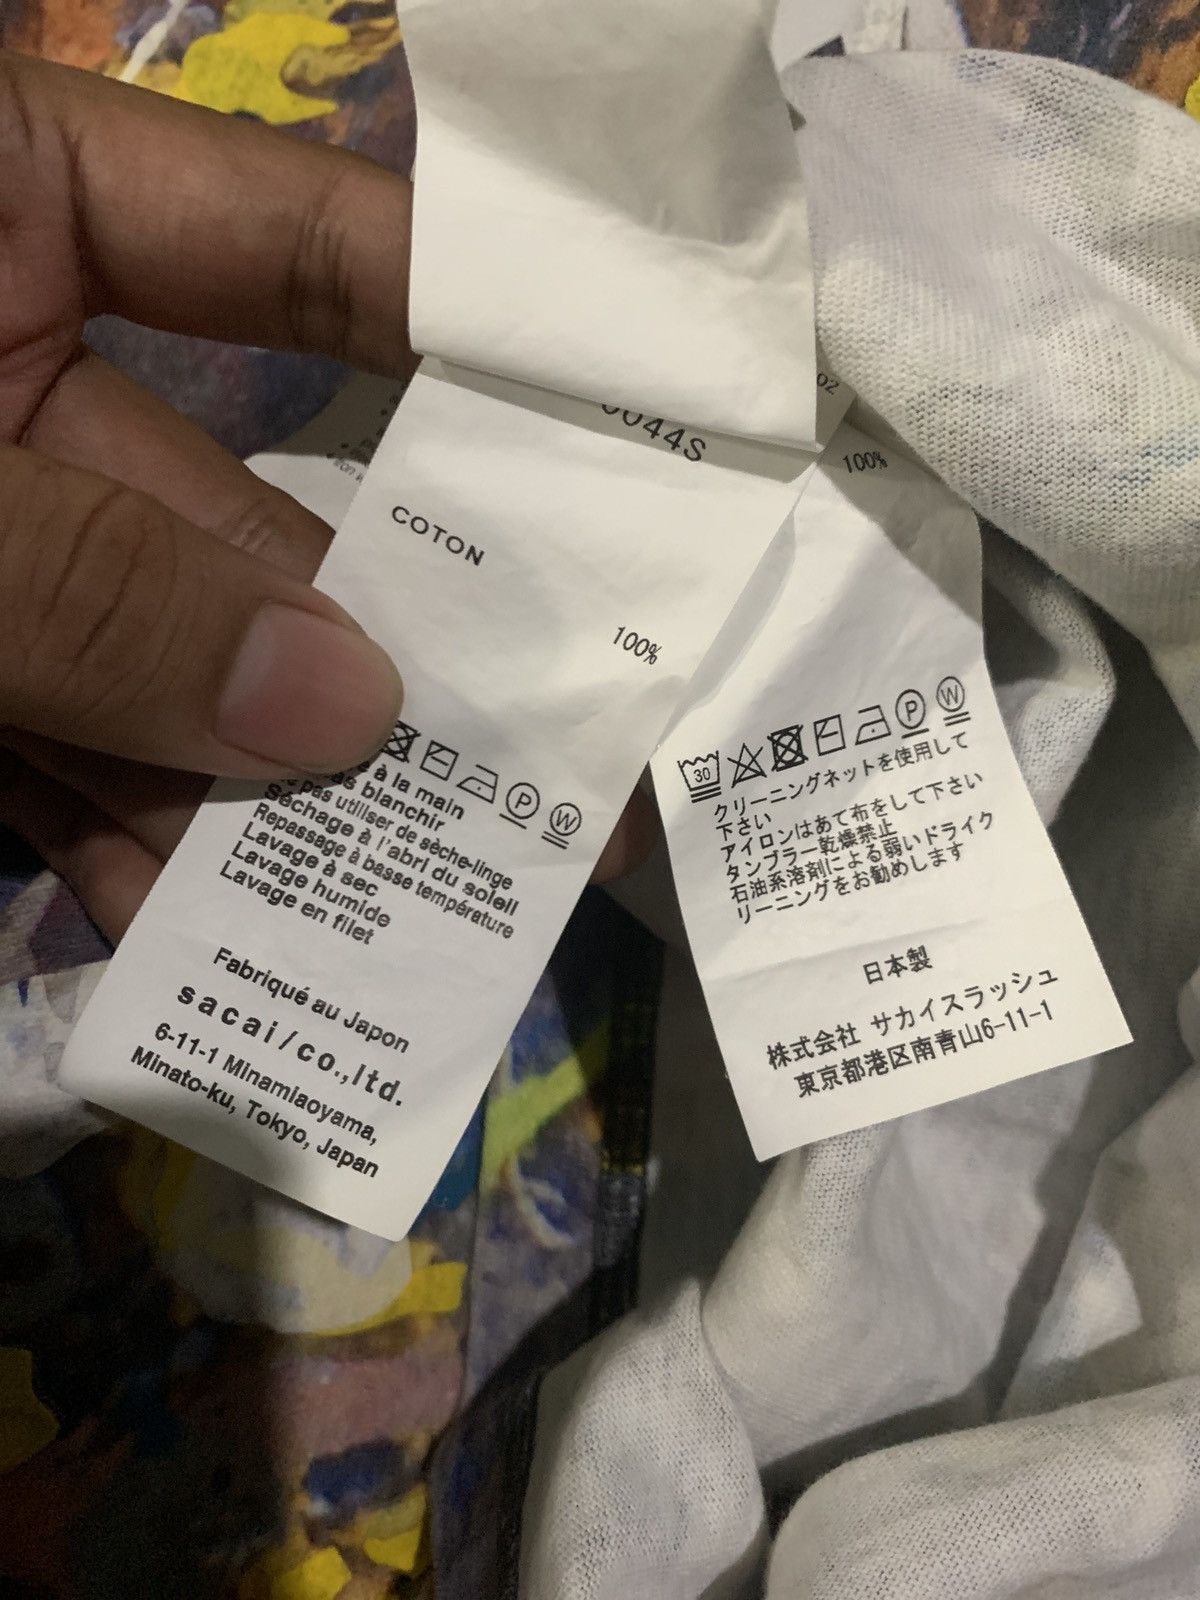 0044S
02
COTON
100%
à la main
blanchir
pas utiliser de sèche-linge
Séchage à l'abri du soleil
Repassage à basse température
Lavage à sec
Lavage humide
Lavage en filet
Fabriqué au Japon
sacai/co.,ltd.
6-11-1 Minamiaoyama,
Minato-ku, Tokyo, Japan
P
W
100%
30
P
W
クリーニングネットを使用して
下さい
アイロンはあて布をして下さい
タンブラー乾燥禁止
石油系溶剤による弱いドライク
リーニングをお勧めします
日本製
株式会社 サカイスラッシュ
東京都港区南青山6-11-1